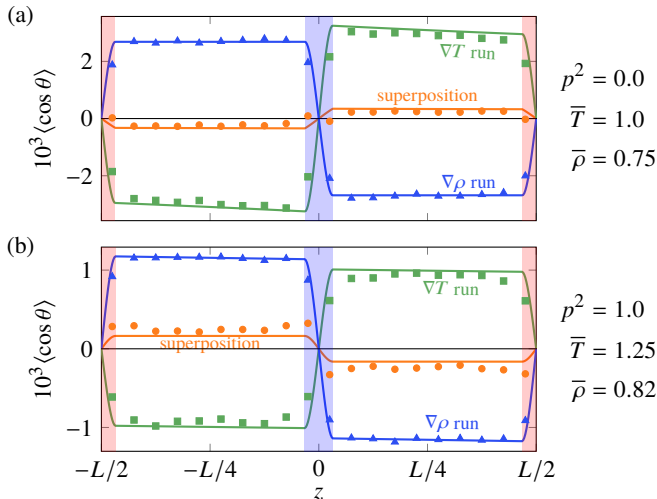 (a)
10³⟨cos θ⟩
2
0
−2
∇T run
superposition
∇ρ run
p² = 0.0
T̅ = 1.0
ρ̅ = 0.75
(b)
10³⟨cos θ⟩
1
0
−1
∇T run
superposition
∇ρ run
p² = 1.0
T̅ = 1.25
ρ̅ = 0.82
−L/2 −L/4 0 L/4 L/2
z